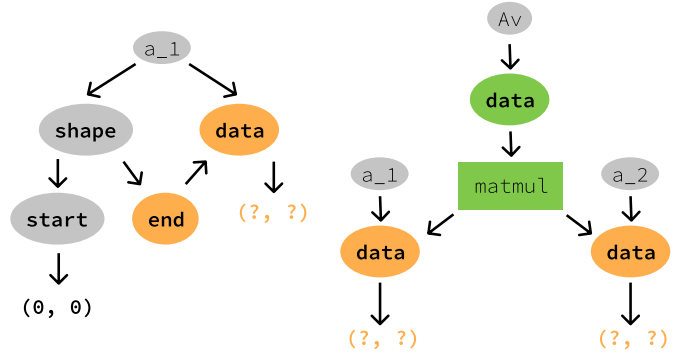 a_1
shape
data
start
end
(?, ?)
(0, 0)
Av
data
matmul
a_1
a_2
data
data
(?, ?)
(?, ?)